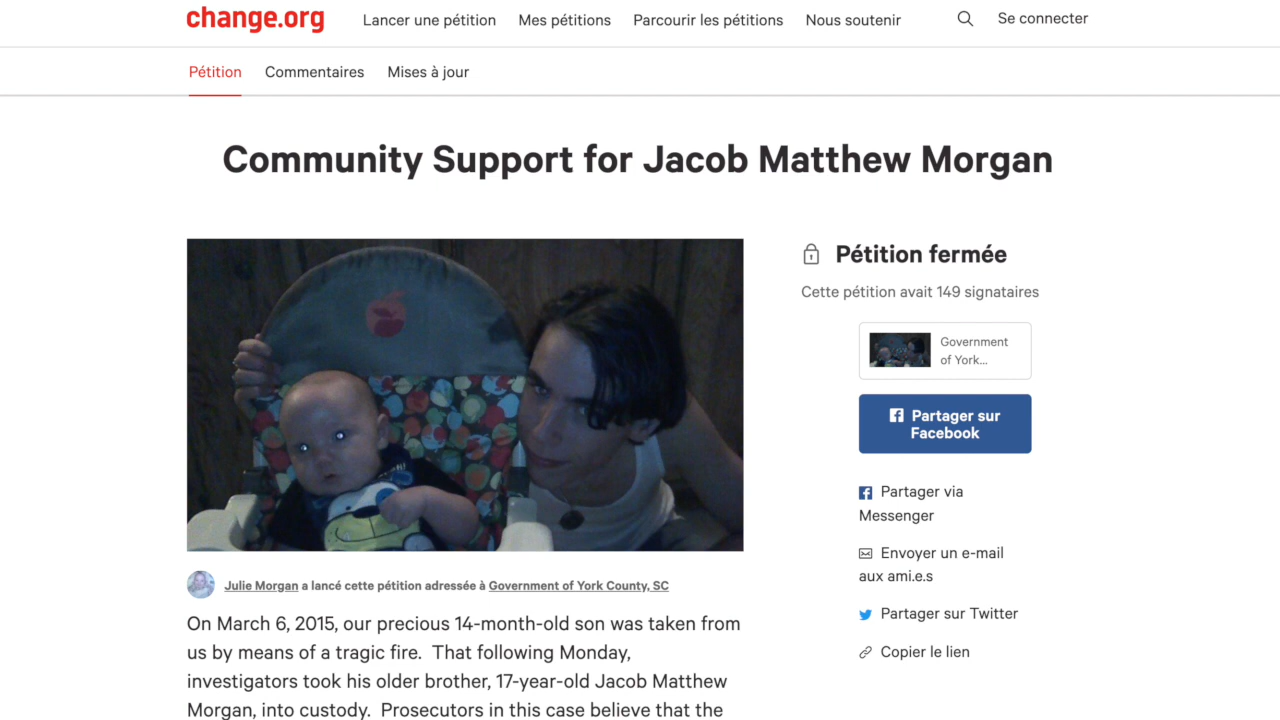 change.org
Lancer une pétition
Mes pétitions
Parcourir les pétitions
Nous soutenir
Se connecter
Pétition
Commentaires
Mises à jour
Community Support for Jacob Matthew Morgan
Julie Morgan a lancé cette pétition adressée à Government of York County, SC
On March 6, 2015, our precious 14-month-old son was taken from
us by means of a tragic fire.  That following Monday,
investigators took his older brother, 17-year-old Jacob Matthew
Morgan, into custody.  Prosecutors in this case believe that the
Pétition fermée
Cette pétition avait 149 signataires
Government
of York...
Partager sur
Facebook
Partager via
Messenger
Envoyer un e-mail
aux ami.e.s
Partager sur Twitter
Copier le lien